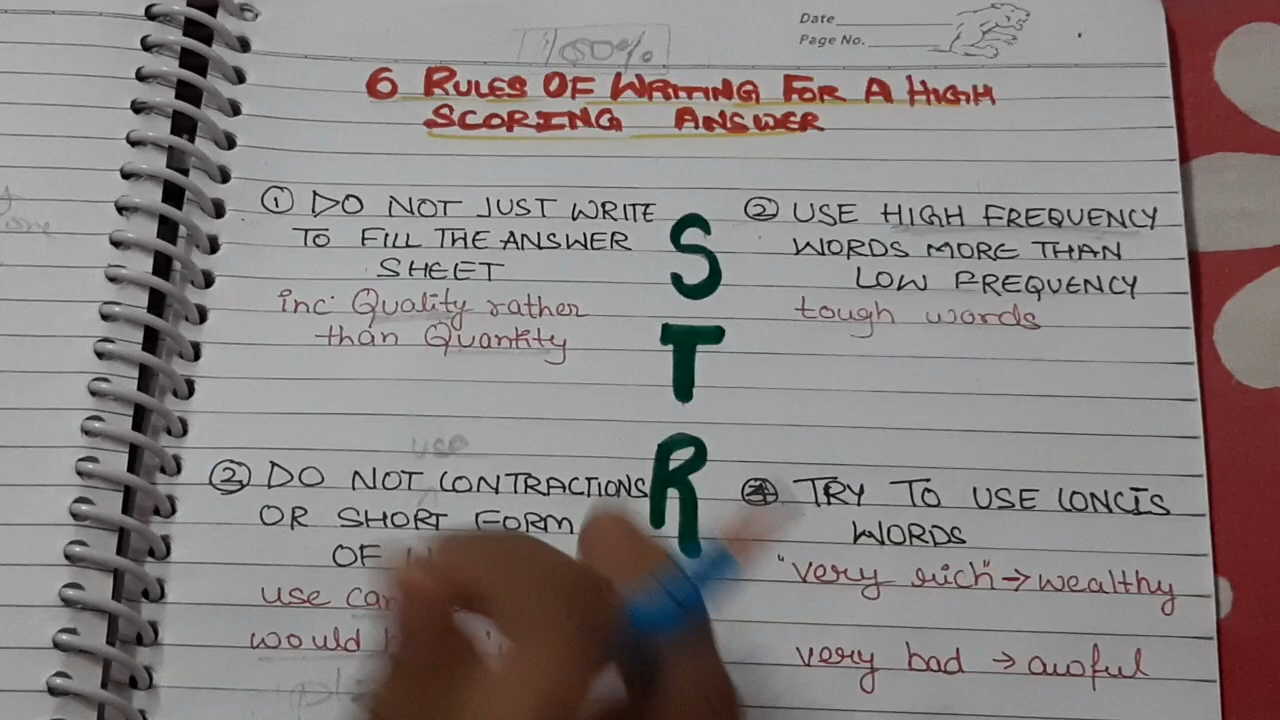 Date
Page No.
100%
6 RULES OF WRITING FOR A HIGH
SCORING ANSWER
① DO NOT JUST WRITE
TO FILL THE ANSWER
SHEET
inc. Quality rather
than Quantity
② USE HIGH FREQUENCY
WORDS MORE THAN
LOW FREQUENCY
tough words
S
T
R
use
③ DO NOT CONTRACTIONS
OR SHORT FORM
OF
use
would
④ TRY TO USE CONCIS
WORDS
"very rich" → wealthy
very bad → awful